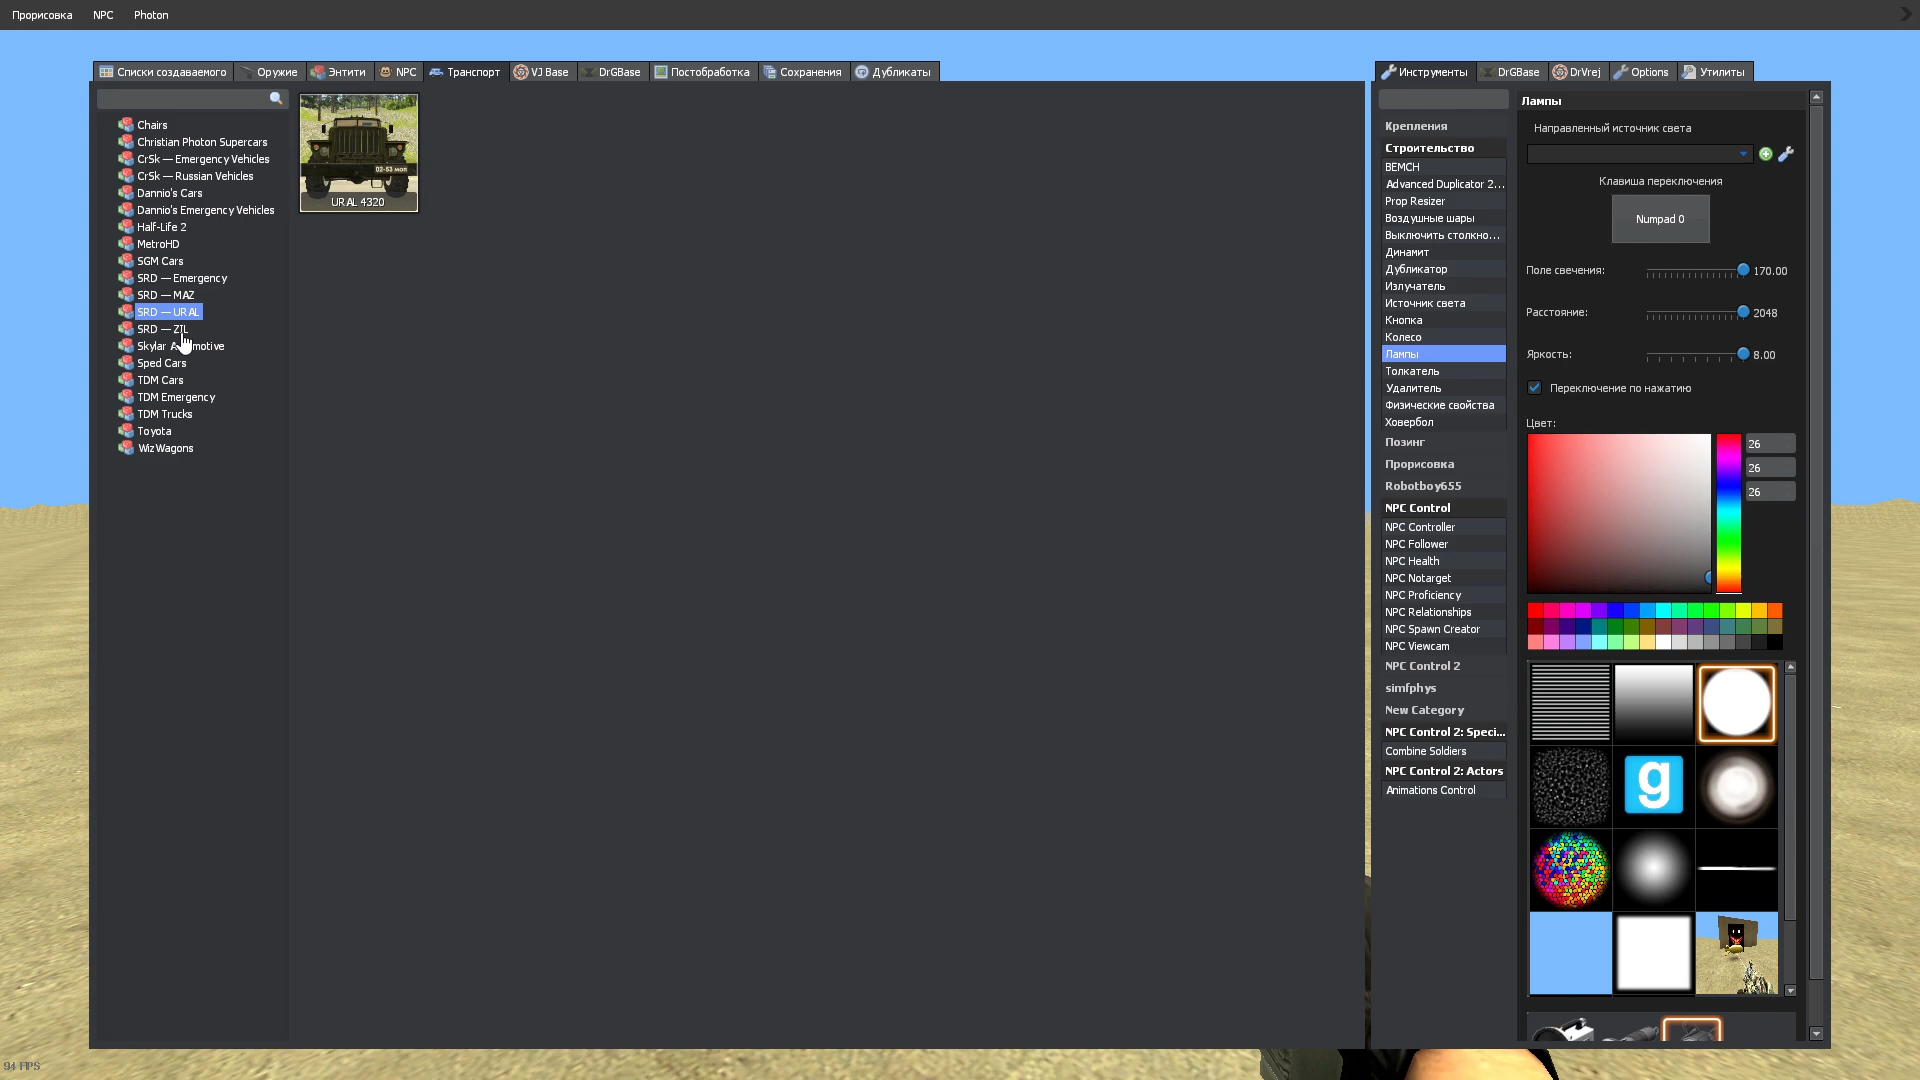 Прорисовка NPC Photon
Списки создаваемого Оружие Энтити NPC Транспорт VJ Base DrGBase Постобработка Сохранения Дубликаты
Chairs
Christian Photon Supercars
CrSk — Emergency Vehicles
CrSk — Russian Vehicles
Dannio's Cars
Dannio's Emergency Vehicles
Half-Life 2
MetroHD
SGM Cars
SRD — Emergency
SRD — MAZ
SRD — URAL
SRD — ZIL
Skylar
Sped Cars
TDM Cars
TDM Emergency
TDM Trucks
Toyota
WizWagons
02-53 мол
URAL 4320
Инструменты DrGBase DrVrej Options Утилиты
Крепления
Строительство
BEMCH
Advanced Duplicator 2...
Prop Resizer
Воздушные шары
Выключить столкно...
Динамит
Дубликатор
Излучатель
Источник света
Кнопка
Колесо
Лампы
Толкатель
Удалитель
Физические свойства
Ховербол
Позинг
Прорисовка
Robotboy655
NPC Control
NPC Controller
NPC Follower
NPC Health
NPC Notarget
NPC Proficiency
NPC Relationships
NPC Spawn Creator
NPC Viewcam
NPC Control 2
simfphys
New Category
NPC Control 2: Speci...
Combine Soldiers
NPC Control 2: Actors
Animations Control
Лампы
Направленный источник света
Клавиша переключения
Numpad 0
Поле свечения: 170.00
Расстояние: 2048
Яркость: 8.00
Переключение по нажатию
Цвет:
26
26
26
g
94 FPS